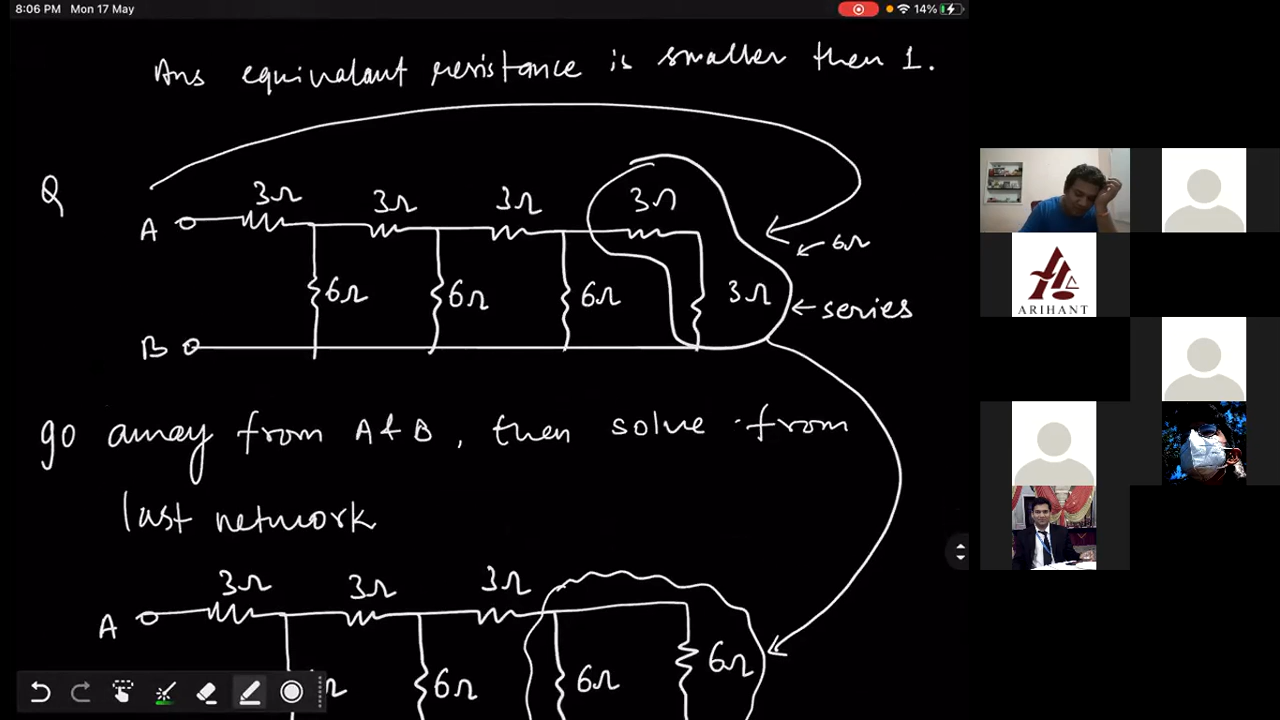 8:06 PM Mon 17 May
14%
Ans equivalant resistance is smaller then 1.
Q
3Ω 3Ω 3Ω 3Ω
A
6Ω
6Ω 6Ω 6Ω 3Ω
series
B
ARIHANT
go away from A & B, then solve from
last network
3Ω 3Ω 3Ω
A
Ω 6Ω 6Ω 6Ω